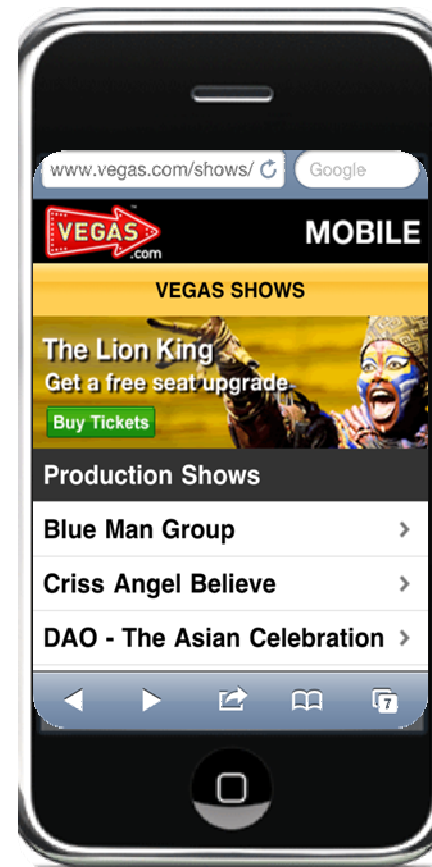 www.vegas.com/shows/ Google
VEGAS™
.com
MOBILE
VEGAS SHOWS
The Lion King
Get a free seat upgrade
Buy Tickets
Production Shows
Blue Man Group
Criss Angel Believe
DAO - The Asian Celebration
7